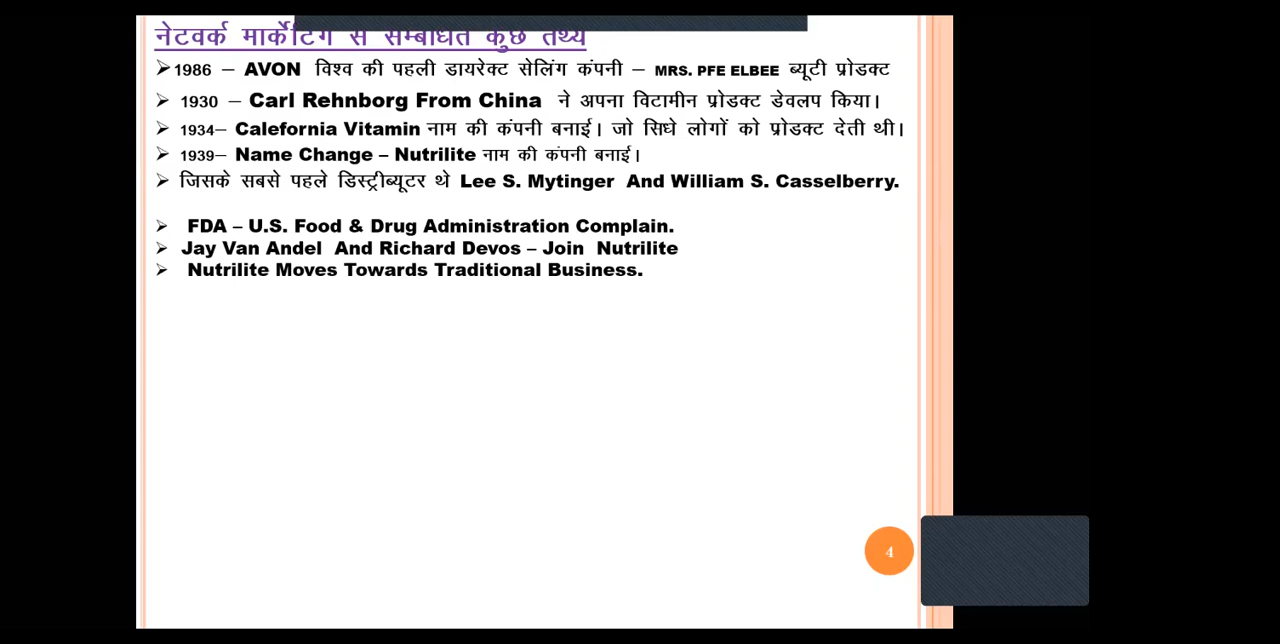 नेटवर्क मार्केटिंग से सम्बंधित कुछ तथ्य
1986 – AVON विश्व की पहली डायरेक्ट सेलिंग कंपनी – MRS. PFE ELBEE ब्यूटी प्रोडक्ट
1930 – Carl Rehnborg From China ने अपना विटामीन प्रोडक्ट डेवलप किया।
1934– Calefornia Vitamin नाम की कंपनी बनाई। जो सिधे लोगों को प्रोडक्ट देती थी।
1939– Name Change – Nutrilite नाम की कंपनी बनाई।
जिसके सबसे पहले डिस्ट्रीब्यूटर थे Lee S. Mytinger And William S. Casselberry.
FDA – U.S. Food & Drug Administration Complain.
Jay Van Andel And Richard Devos – Join Nutrilite
Nutrilite Moves Towards Traditional Business.
4